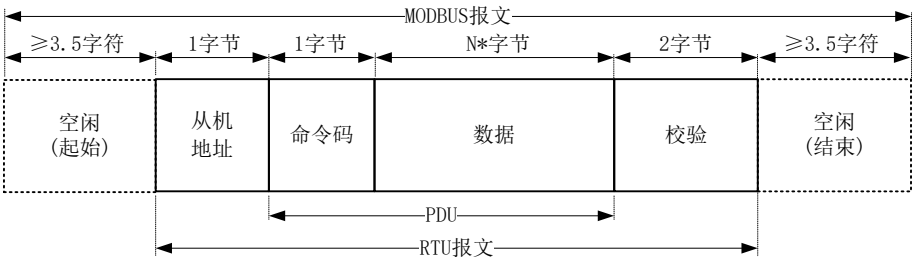 MODBUS报文
≥3.5字符
1字节
1字节
N*字节
2字节
≥3.5字符
空闲
(起始)
从机
地址
命令码
数据
校验
空闲
(结束)
PDU
RTU报文